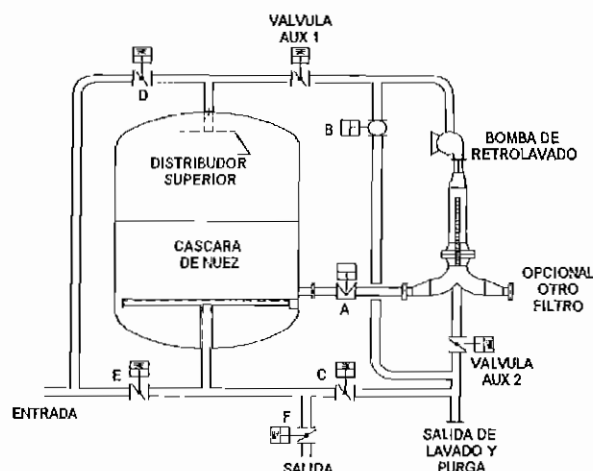 VALVULA
AUX 1
D
B
BOMBA DE
RETROLAVADO
DISTRIBUDOR
SUPERIOR
CASCARA
DE NUEZ
OPCIONAL
OTRO
FILTRO
A
VALVULA
AUX 2
E
C
ENTRADA
F
SALIDA
SALIDA DE
LAVADO Y
PURGA